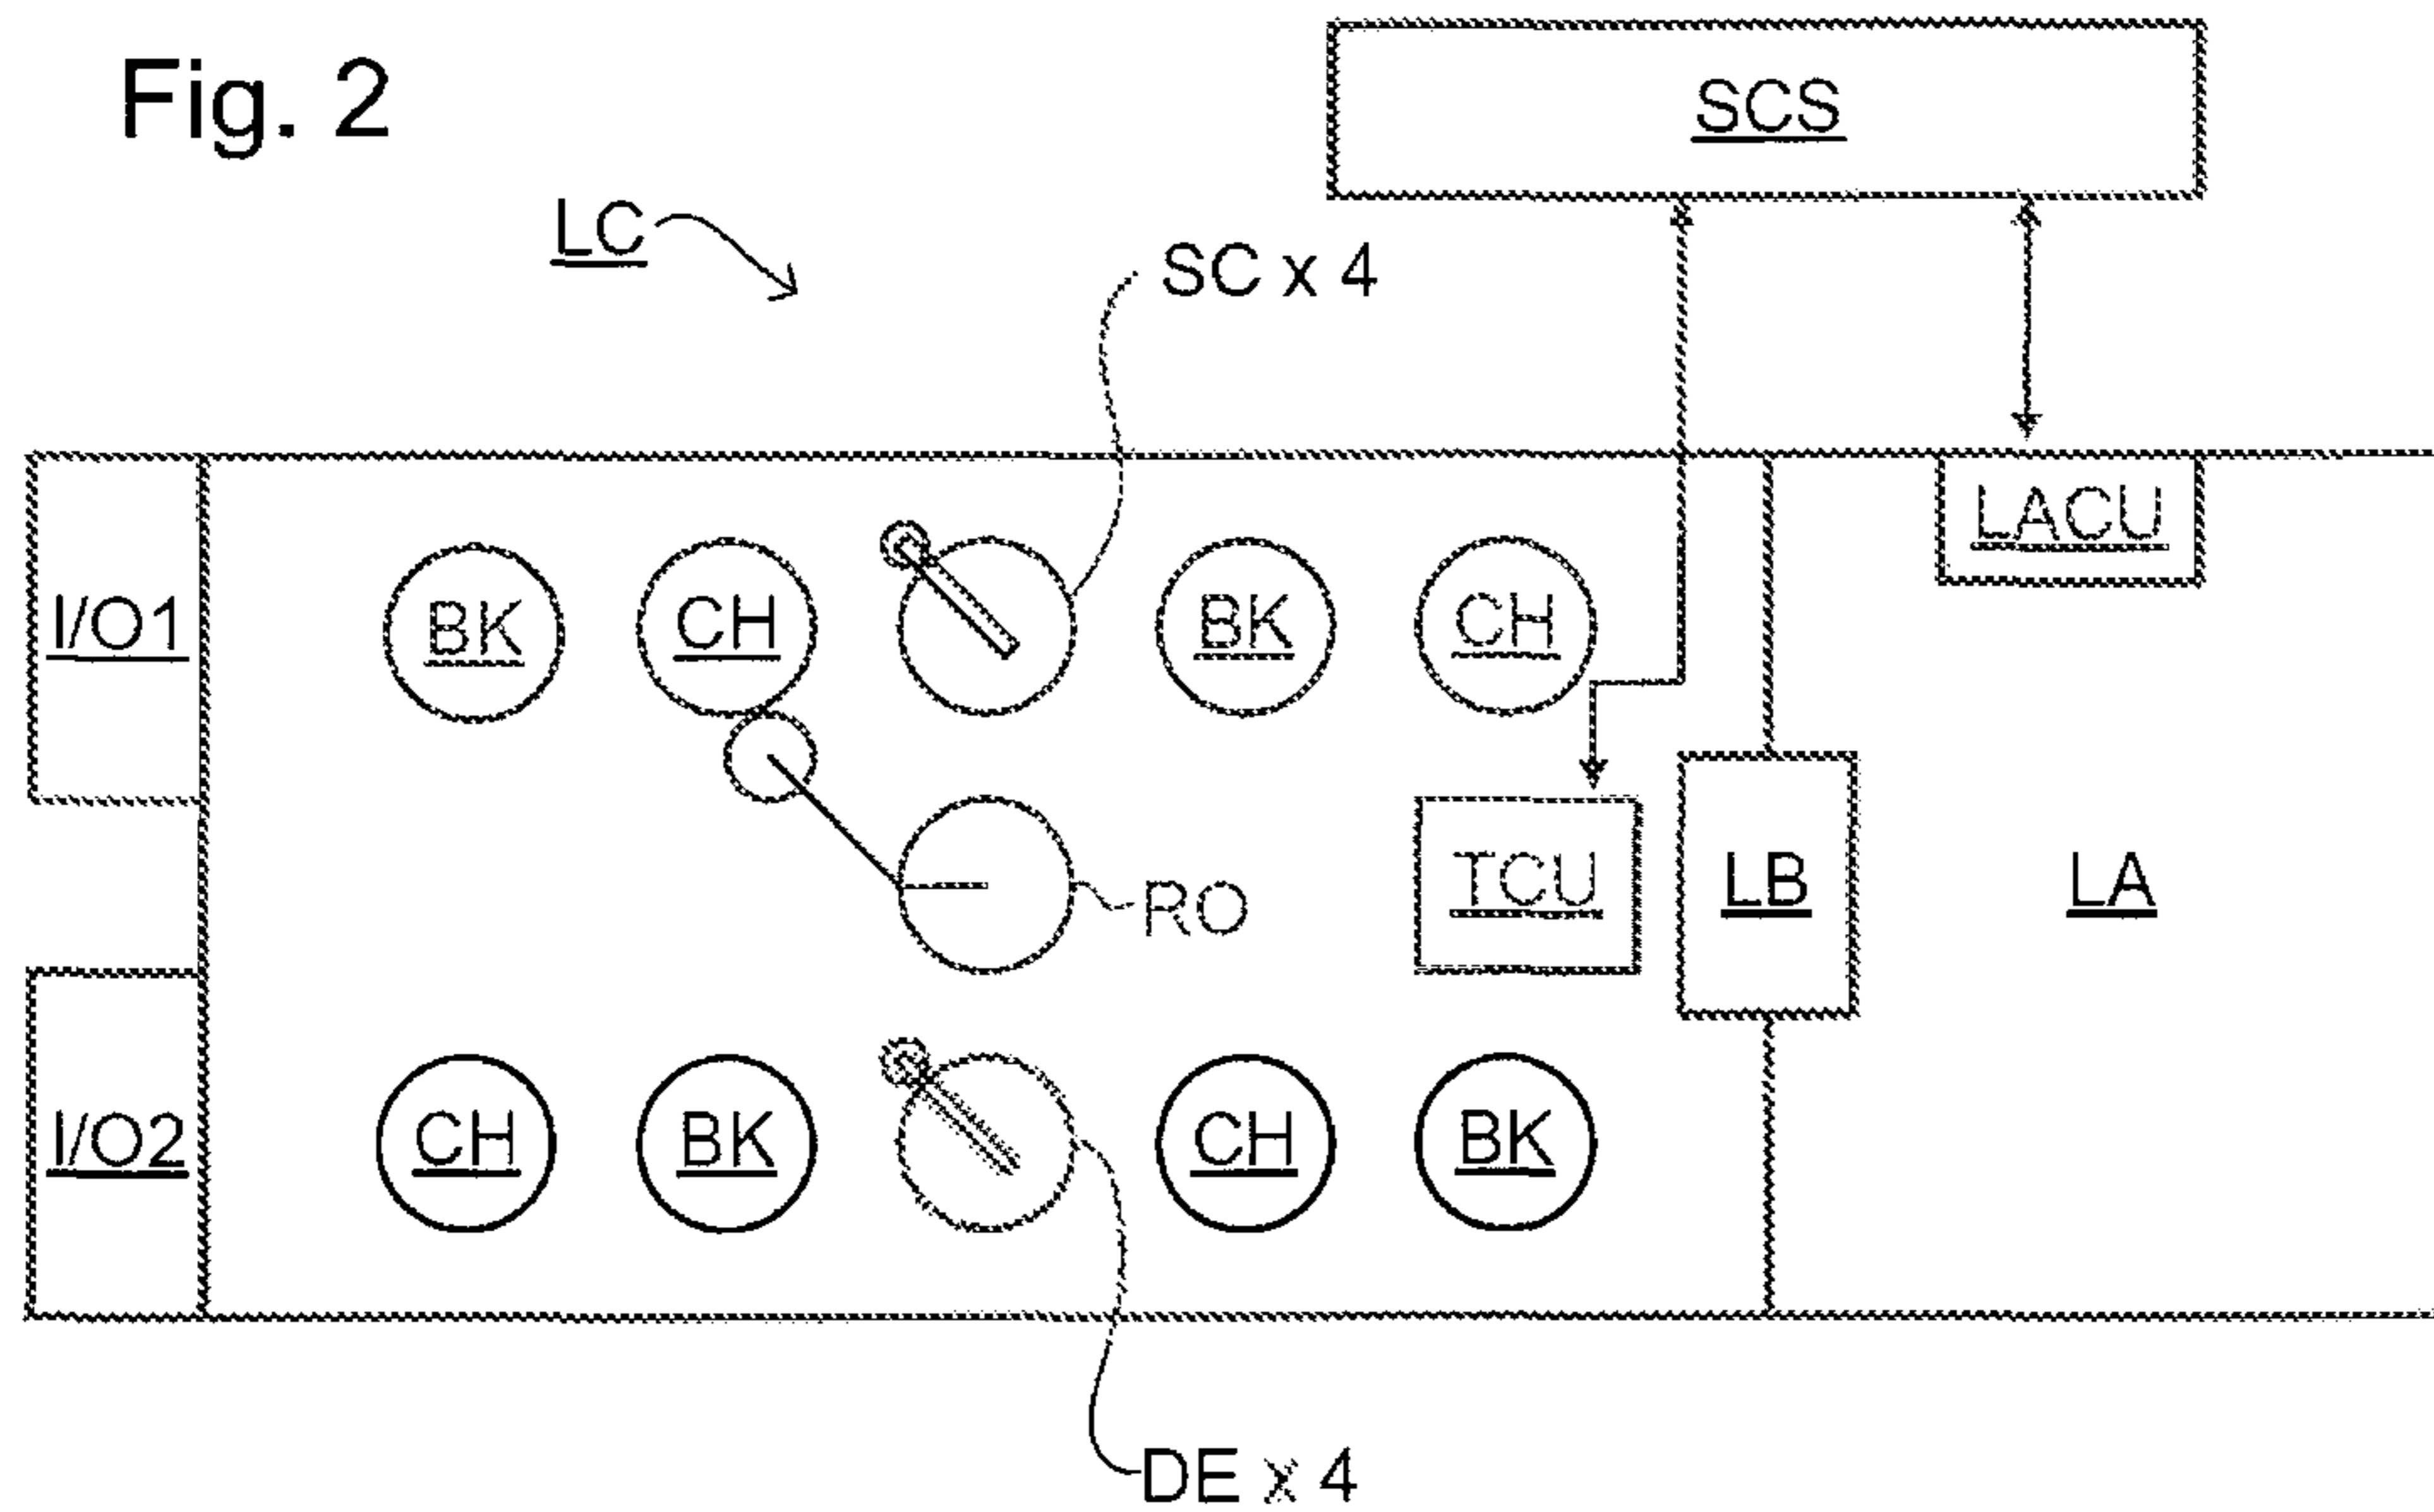 Fig. 2
SCS
LC
SC x 4
LACU
I/O1
BK
CH
BK
CH
RO
TCU
LB
LA
I/O2
CH
BK
CH
BK
DE x 4